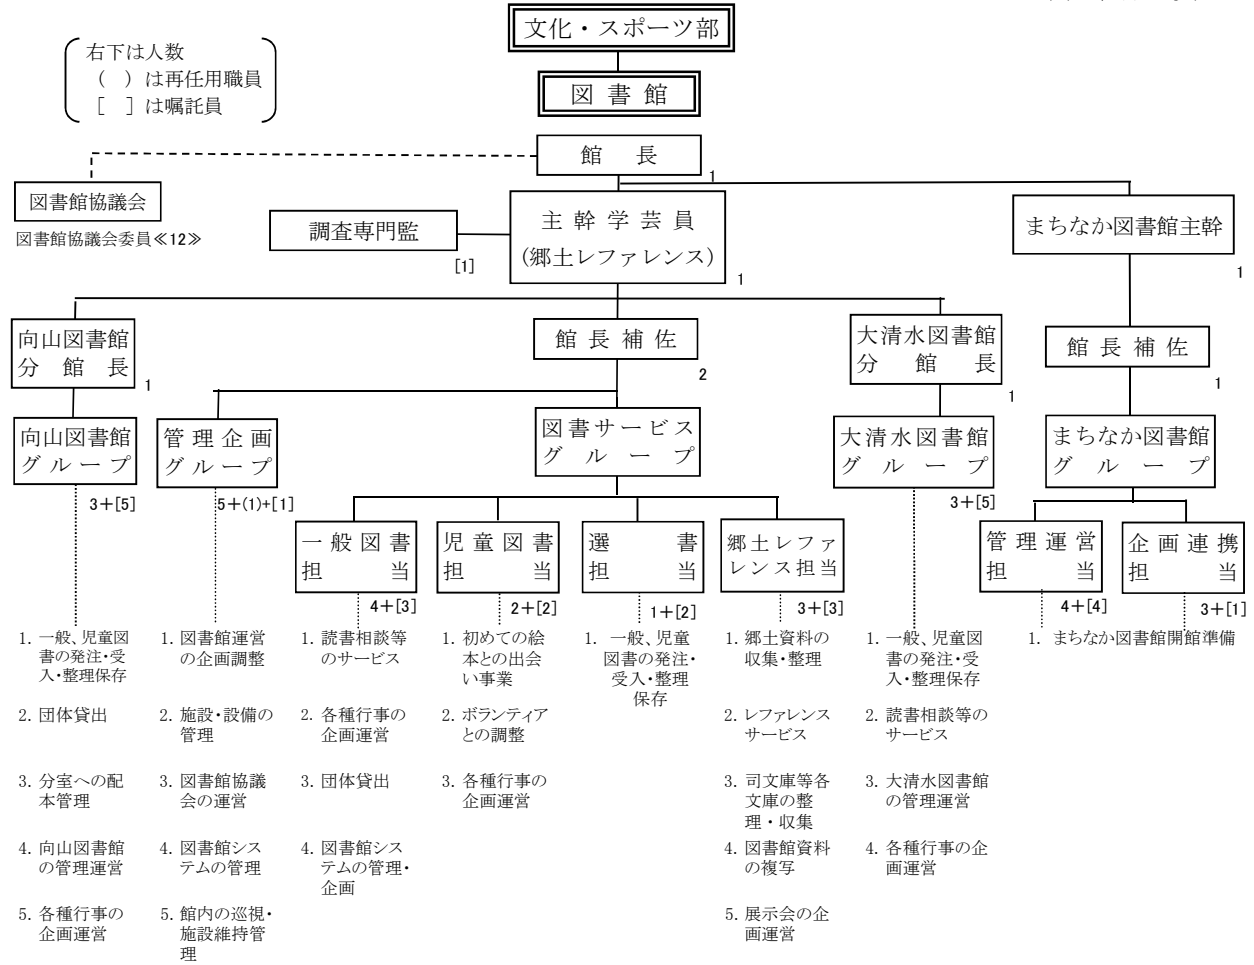 文化・スポーツ部
右下は人数
( )は再任用職員
[ ]は嘱託員
図書館
館長
1
図書館協議会
図書館協議会委員≪12≫
調査専門監
[1]
主幹学芸員
(郷土レファレンス)
1
まちなか図書館主幹
1
向山図書館
分館長
1
館長補佐
2
大清水図書館
分館長
1
館長補佐
1
向山図書館
グループ
3+[5]
管理企画
グループ
5+(1)+[1]
図書サービス
グループ
大清水図書館
グループ
3+[5]
まちなか図書館
グループ
一般図書
担当
4+[3]
児童図書
担当
2+[2]
選書
担当
1+[2]
郷土レファ
レンス担当
3+[3]
管理運営
担当
4+[4]
企画連携
担当
3+[1]
1. 一般、児童図
書の発注・受
入・整理保存
2. 団体貸出
3. 分室への配
本管理
4. 向山図書館
の管理運営
5. 各種行事の
企画運営
1. 図書館運営
の企画調整
2. 施設・設備の
管理
3. 図書館協議
会の運営
4. 図書館シス
テムの管理
5. 館内の巡視・
施設維持管
理
1. 読書相談等
のサービス
2. 各種行事の
企画運営
3. 団体貸出
4. 図書館シス
テムの管理・
企画
1. 初めての絵
本との出会
い事業
2. ボランティア
との調整
3. 各種行事の
企画運営
1. 一般、児童
図書の発注・
受入・整理
保存
1. 郷土資料の
収集・整理
2. レファレンス
サービス
3. 司文庫等各
文庫の整
理・収集
4. 図書館資料
の複写
5. 展示会の企
画運営
1. 一般、児童図
書の発注・受
入・整理保存
2. 読書相談等の
サービス
3. 大清水図書館
の管理運営
4. 各種行事の企
画運営
1. まちなか図書館開館準備